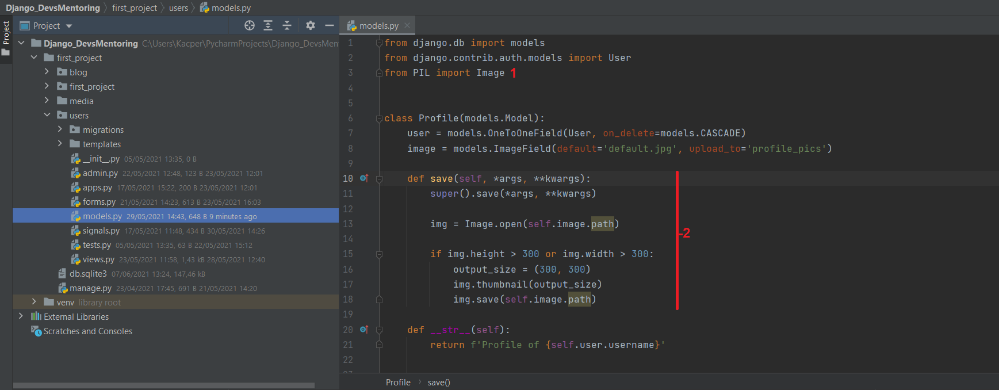 Django_DevsMentoring first_project users models.py
Project
Project
Django_DevsMentoring C:\Users\Kacper\PycharmProjects\Django_DevsMen
first_project
blog
first_project
media
users
migrations
templates
__init__.py 05/05/2021 13:35, 0 B
admin.py 22/05/2021 12:48, 123 B 23/05/2021 12:01
apps.py 17/05/2021 15:22, 200 B 23/05/2021 12:01
forms.py 21/05/2021 14:23, 613 B 23/05/2021 16:03
models.py 29/05/2021 14:43, 648 B 9 minutes ago
signals.py 17/05/2021 11:48, 434 B 30/05/2021 14:26
tests.py 05/05/2021 13:35, 63 B 22/05/2021 15:12
views.py 23/05/2021 11:58, 1,43 kB 28/05/2021 12:40
db.sqlite3 07/06/2021 13:24, 147,46 kB
manage.py 23/04/2021 17:45, 691 B 21/05/2021 14:20
venv library root
External Libraries
Scratches and Consoles
models.py
1 from django.db import models
2 from django.contrib.auth.models import User
3 from PIL import Image 1
4
5
6 class Profile(models.Model):
7 user = models.OneToOneField(User, on_delete=models.CASCADE)
8 image = models.ImageField(default='default.jpg', upload_to='profile_pics')
9
10 def save(self, *args, **kwargs):
11 super().save(*args, **kwargs)
12
13 img = Image.open(self.image.path)
-2
14
15 if img.height > 300 or img.width > 300:
16 output_size = (300, 300)
17 img.thumbnail(output_size)
18 img.save(self.image.path)
19
20 def __str__(self):
21 return f'Profile of {self.user.username}'
22
Profile save()